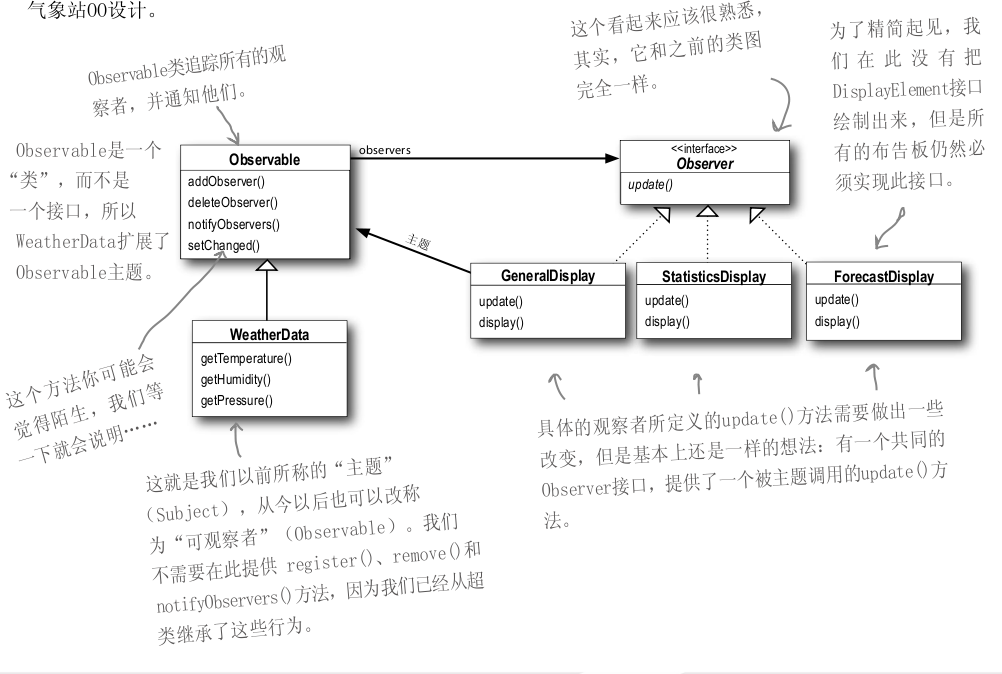 气象站OO设计。
Observable类追踪所有的观
察者，并通知他们。
这个看起来应该很熟悉，
其实，它和之前的类图
完全一样。
为了精简起见，我
们在此没有把
DisplayElement接口
绘制出来，但是所
有的布告板仍然必
须实现此接口。
Observable是一个
“类”，而不是
一个接口，所以
WeatherData扩展了
Observable主题。
Observable
addObserver()
deleteObserver()
notifyObservers()
setChanged()
observers
<<interface>>
Observer
update()
主题
GeneralDisplay
update()
display()
StatisticsDisplay
update()
display()
ForecastDisplay
update()
display()
WeatherData
getTemperature()
getHumidity()
getPressure()
这个方法你可能会
觉得陌生，我们等
一下就会说明……
这就是我们以前所称的“主题”
（Subject），从今以后也可以改称
为“可观察者”（Observable）。我们
不需要在此提供 register()、remove()和
notifyObservers()方法，因为我们已经从超
类继承了这些行为。
具体的观察者所定义的update()方法需要做出一些
改变，但是基本上还是一样的想法：有一个共同的
Observer接口，提供了一个被主题调用的update()方
法。